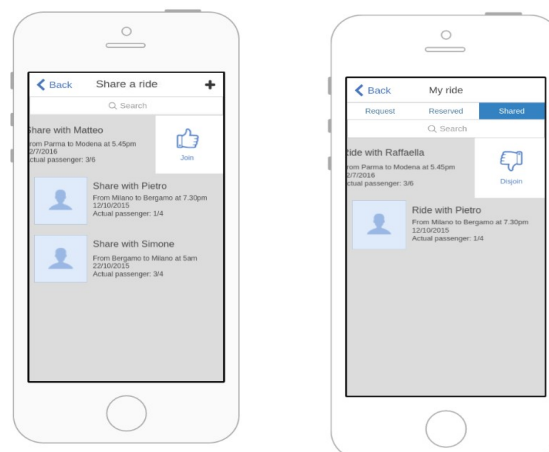 Back Share a ride +
Search
Share with Matteo
From Parma to Modena at 5.45pm
2/7/2016
Actual passenger: 3/6
Join
Share with Pietro
From Milano to Bergamo at 7.30pm
12/10/2015
Actual passenger: 1/4
Share with Simone
From Bergamo to Milano at 5am
22/10/2015
Actual passenger: 3/4
Back My ride
Request Reserved Shared
Search
Ride with Raffaella
From Parma to Modena at 5.45pm
2/7/2016
Actual passenger: 3/6
Disjoin
Ride with Pietro
From Milano to Bergamo at 7.30pm
12/10/2015
Actual passenger: 1/4